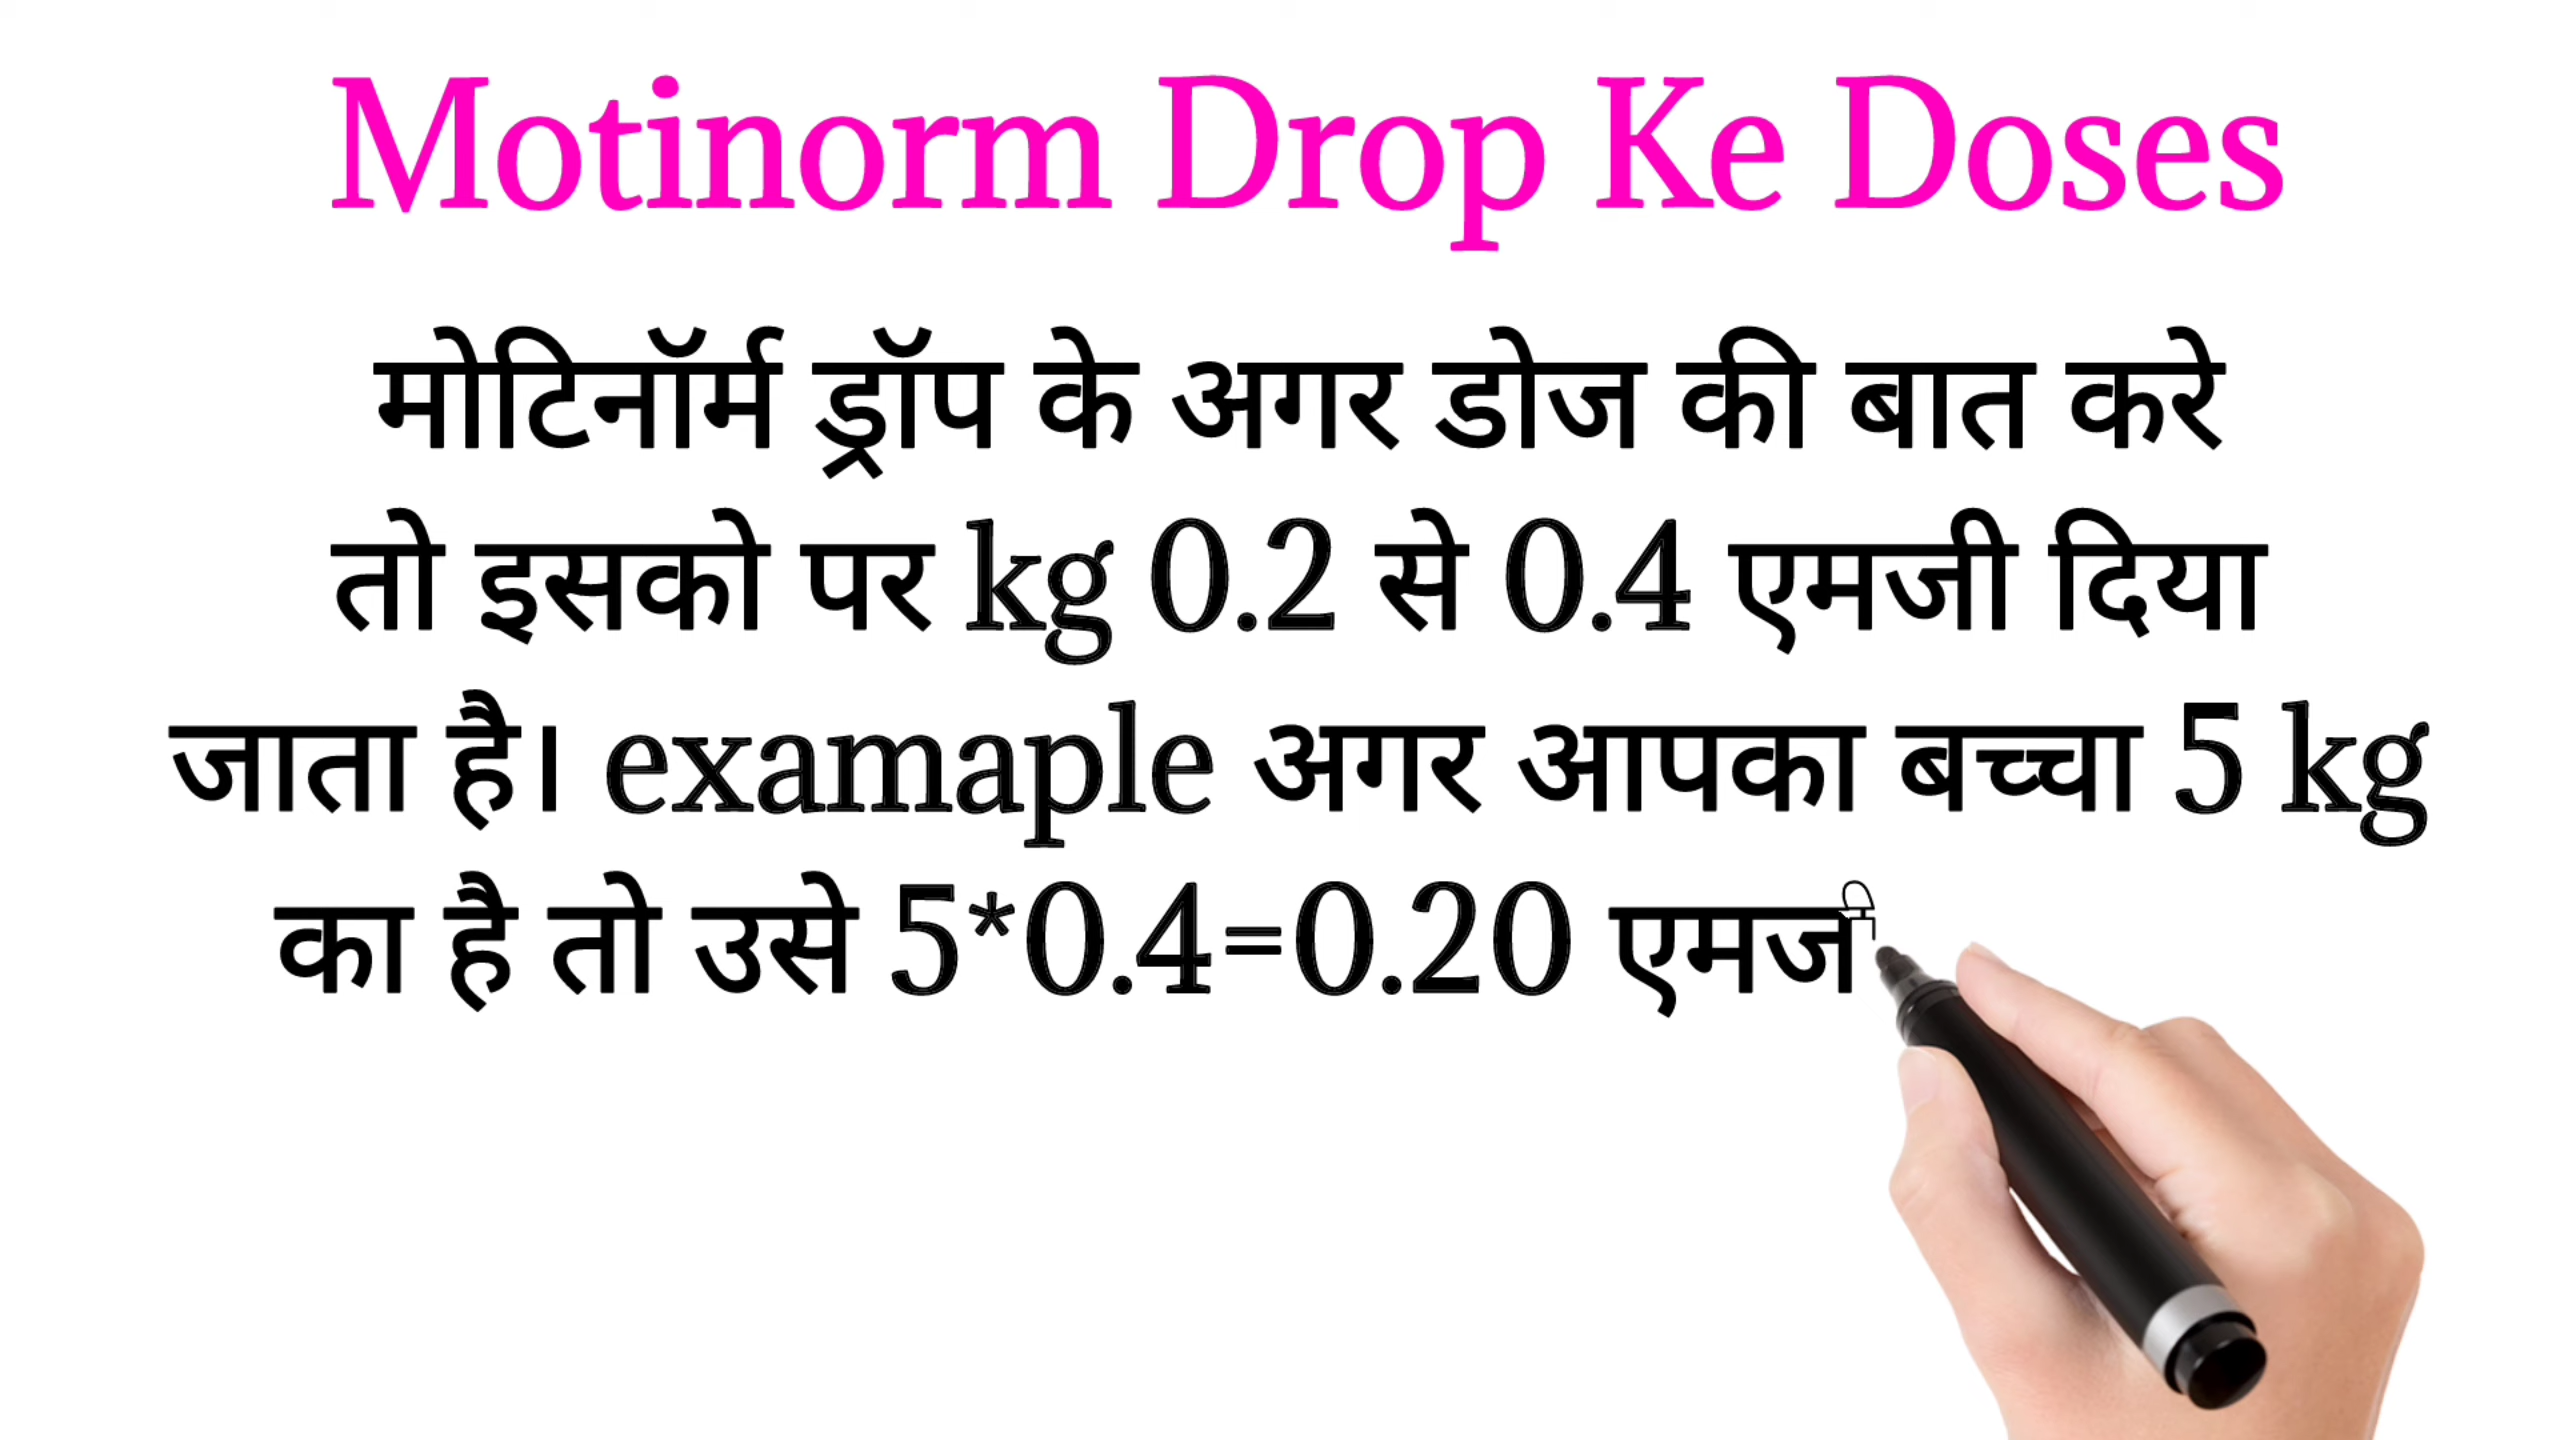 Motinorm Drop Ke Doses
मोटिनॉर्म ड्रॉप के अगर डोज की बात करे
तो इसको पर kg 0.2 से 0.4 एमजी दिया
जाता है। examaple अगर आपका बच्चा 5 kg
का है तो उसे 5*0.4=0.20 एमजी